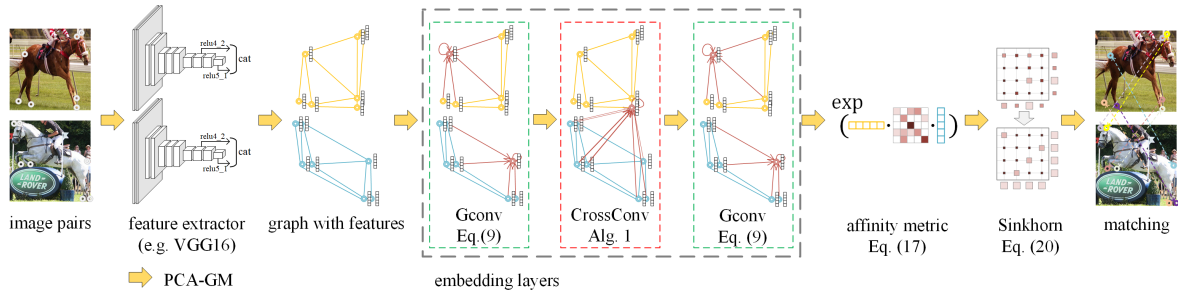 relu4_2
cat
relu5_1
relu4_2
cat
relu5_1
LAND-
ROVER
exp
( · · )
LAND-
ROVER
image pairs
feature extractor
(e.g. VGG16)
graph with features
Gconv
Eq.(9)
CrossConv
Alg. 1
Gconv
Eq. (9)
affinity metric
Eq. (17)
Sinkhorn
Eq. (20)
matching
PCA-GM
embedding layers